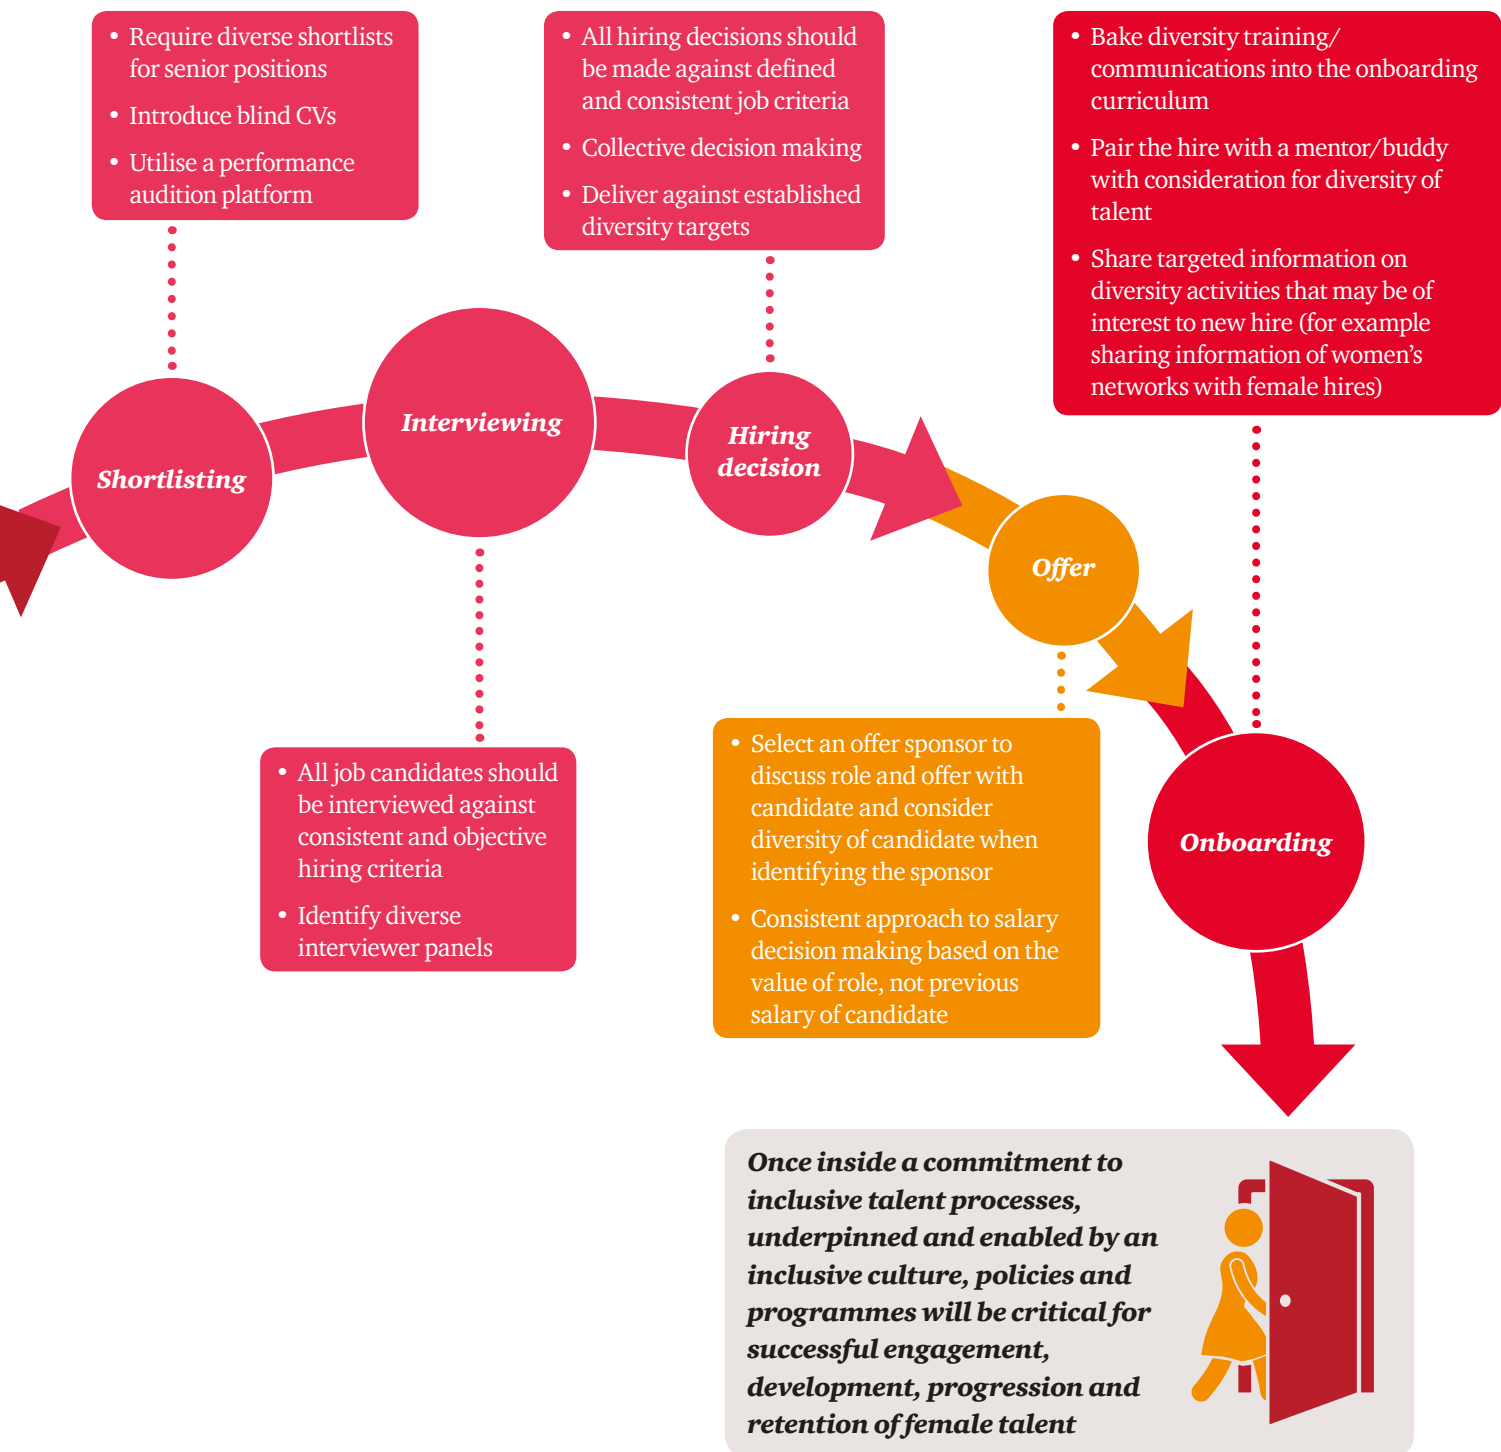 • Require diverse shortlists
for senior positions
• Introduce blind CVs
• Utilise a performance
audition platform
• All hiring decisions should
be made against defined
and consistent job criteria
• Collective decision making
• Deliver against established
diversity targets
• Bake diversity training/
communications into the onboarding
curriculum
• Pair the hire with a mentor/buddy
with consideration for diversity of
talent
• Share targeted information on
diversity activities that may be of
interest to new hire (for example
sharing information of women’s
networks with female hires)
Shortlisting
Interviewing
Hiring
decision
Offer
Onboarding
• All job candidates should
be interviewed against
consistent and objective
hiring criteria
• Identify diverse
interviewer panels
• Select an offer sponsor to
discuss role and offer with
candidate and consider
diversity of candidate when
identifying the sponsor
• Consistent approach to salary
decision making based on the
value of role, not previous
salary of candidate
Once inside a commitment to
inclusive talent processes,
underpinned and enabled by an
inclusive culture, policies and
programmes will be critical for
successful engagement,
development, progression and
retention of female talent